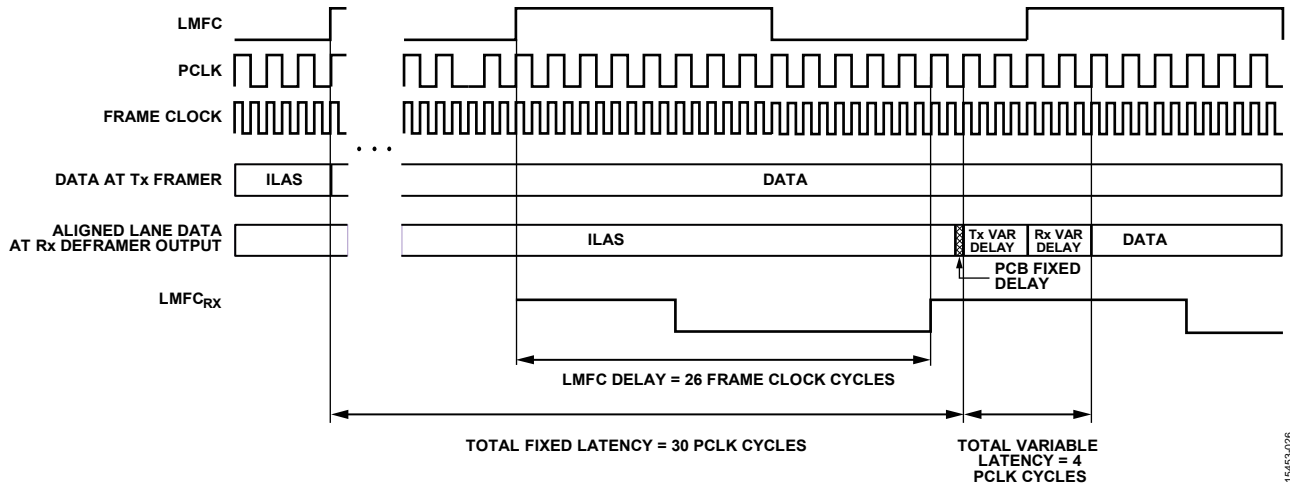 LMFC
PCLK
FRAME CLOCK
DATA AT Tx FRAMER
ILAS
DATA
ALIGNED LANE DATA
AT Rx DEFRAMER OUTPUT
ILAS
Tx VAR
DELAY
Rx VAR
DELAY
DATA
PCB FIXED
DELAY
LMFCRX
LMFC DELAY = 26 FRAME CLOCK CYCLES
TOTAL FIXED LATENCY = 30 PCLK CYCLES
TOTAL VARIABLE
LATENCY = 4
PCLK CYCLES
15453-026